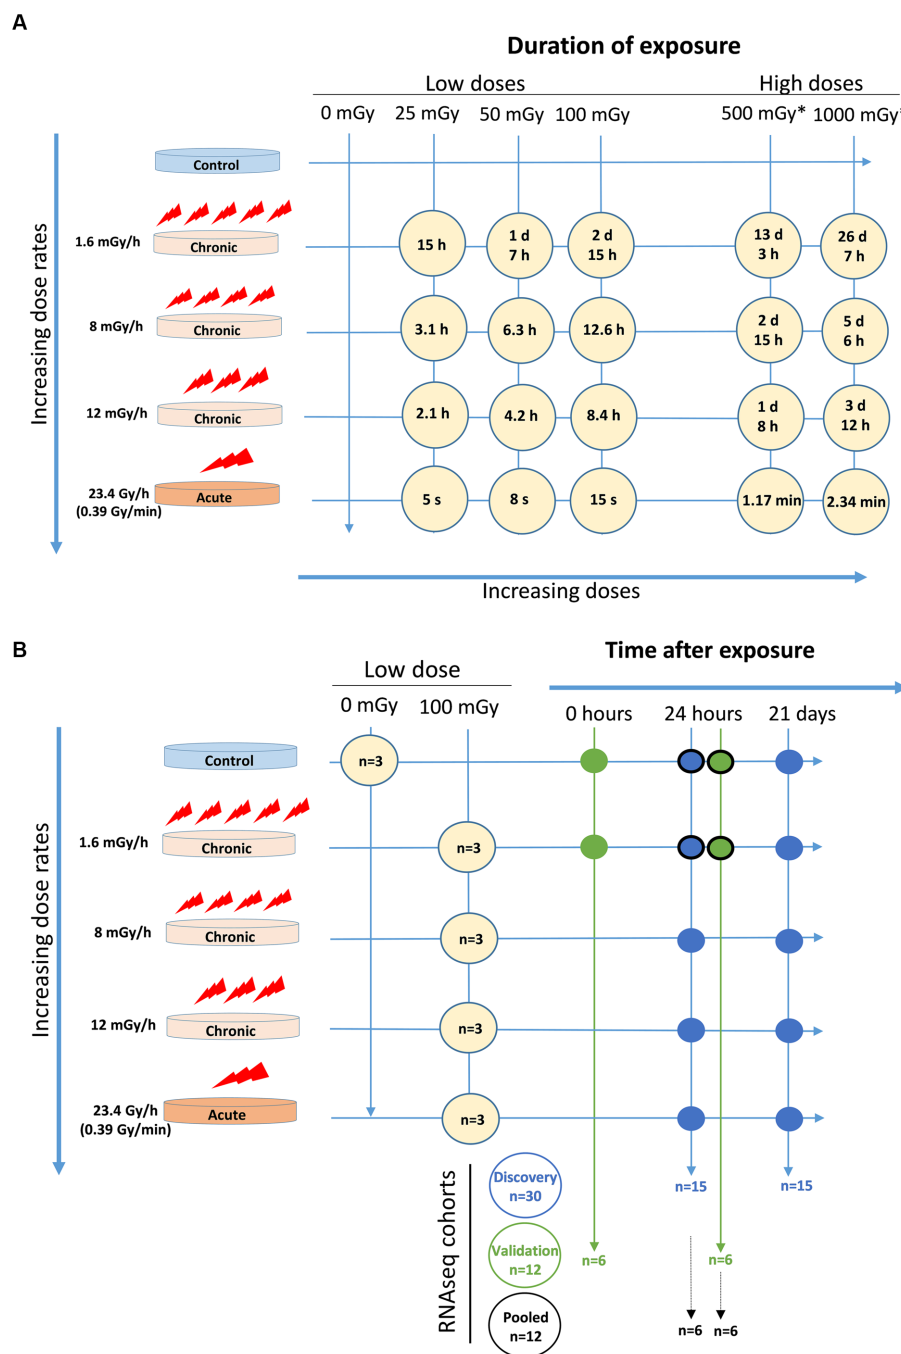 A
Duration of exposure
Low doses High doses
0 mGy 25 mGy 50 mGy 100 mGy 500 mGy* 1000 mGy*
Increasing dose rates
Control
1.6 mGy/h
Chronic
15 h
1 d
7 h
2 d
15 h
13 d
3 h
26 d
7 h
8 mGy/h
Chronic
3.1 h
6.3 h
12.6 h
2 d
15 h
5 d
6 h
12 mGy/h
Chronic
2.1 h
4.2 h
8.4 h
1 d
8 h
3 d
12 h
23.4 Gy/h
(0.39 Gy/min)
Acute
5 s
8 s
15 s
1.17 min
2.34 min
Increasing doses
B
Time after exposure
Low dose
0 mGy 100 mGy
0 hours 24 hours 21 days
Increasing dose rates
Control
n=3
1.6 mGy/h
Chronic
n=3
8 mGy/h
Chronic
n=3
12 mGy/h
Chronic
n=3
23.4 Gy/h
(0.39 Gy/min)
Acute
n=3
RNAseq cohorts
Discovery
n=30
n=15 n=15
Validation
n=12
n=6 n=6
Pooled
n=12
n=6 n=6